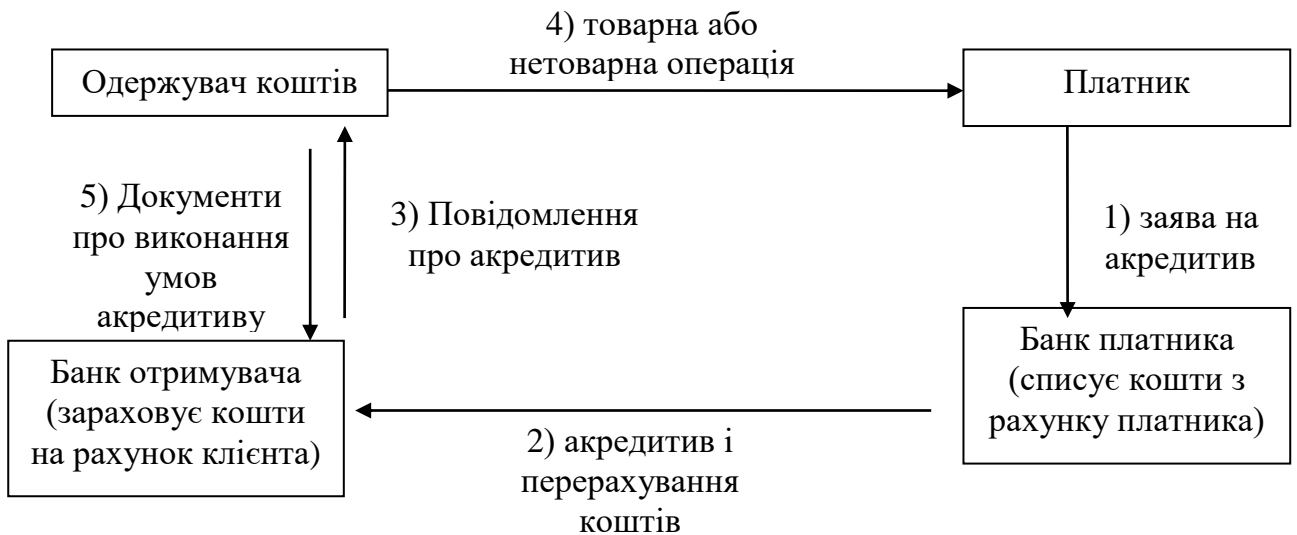 4) товарна або
нетоварна операція
Одержувач коштів
Платник
5) Документи
про виконання
умов
акредитиву
3) Повідомлення
про акредитив
1) заява на
акредитив
Банк отримувача
(зараховує кошти
на рахунок клієнта)
Банк платника
(списує кошти з
рахунку платника)
2) акредитив і
перерахування
коштів